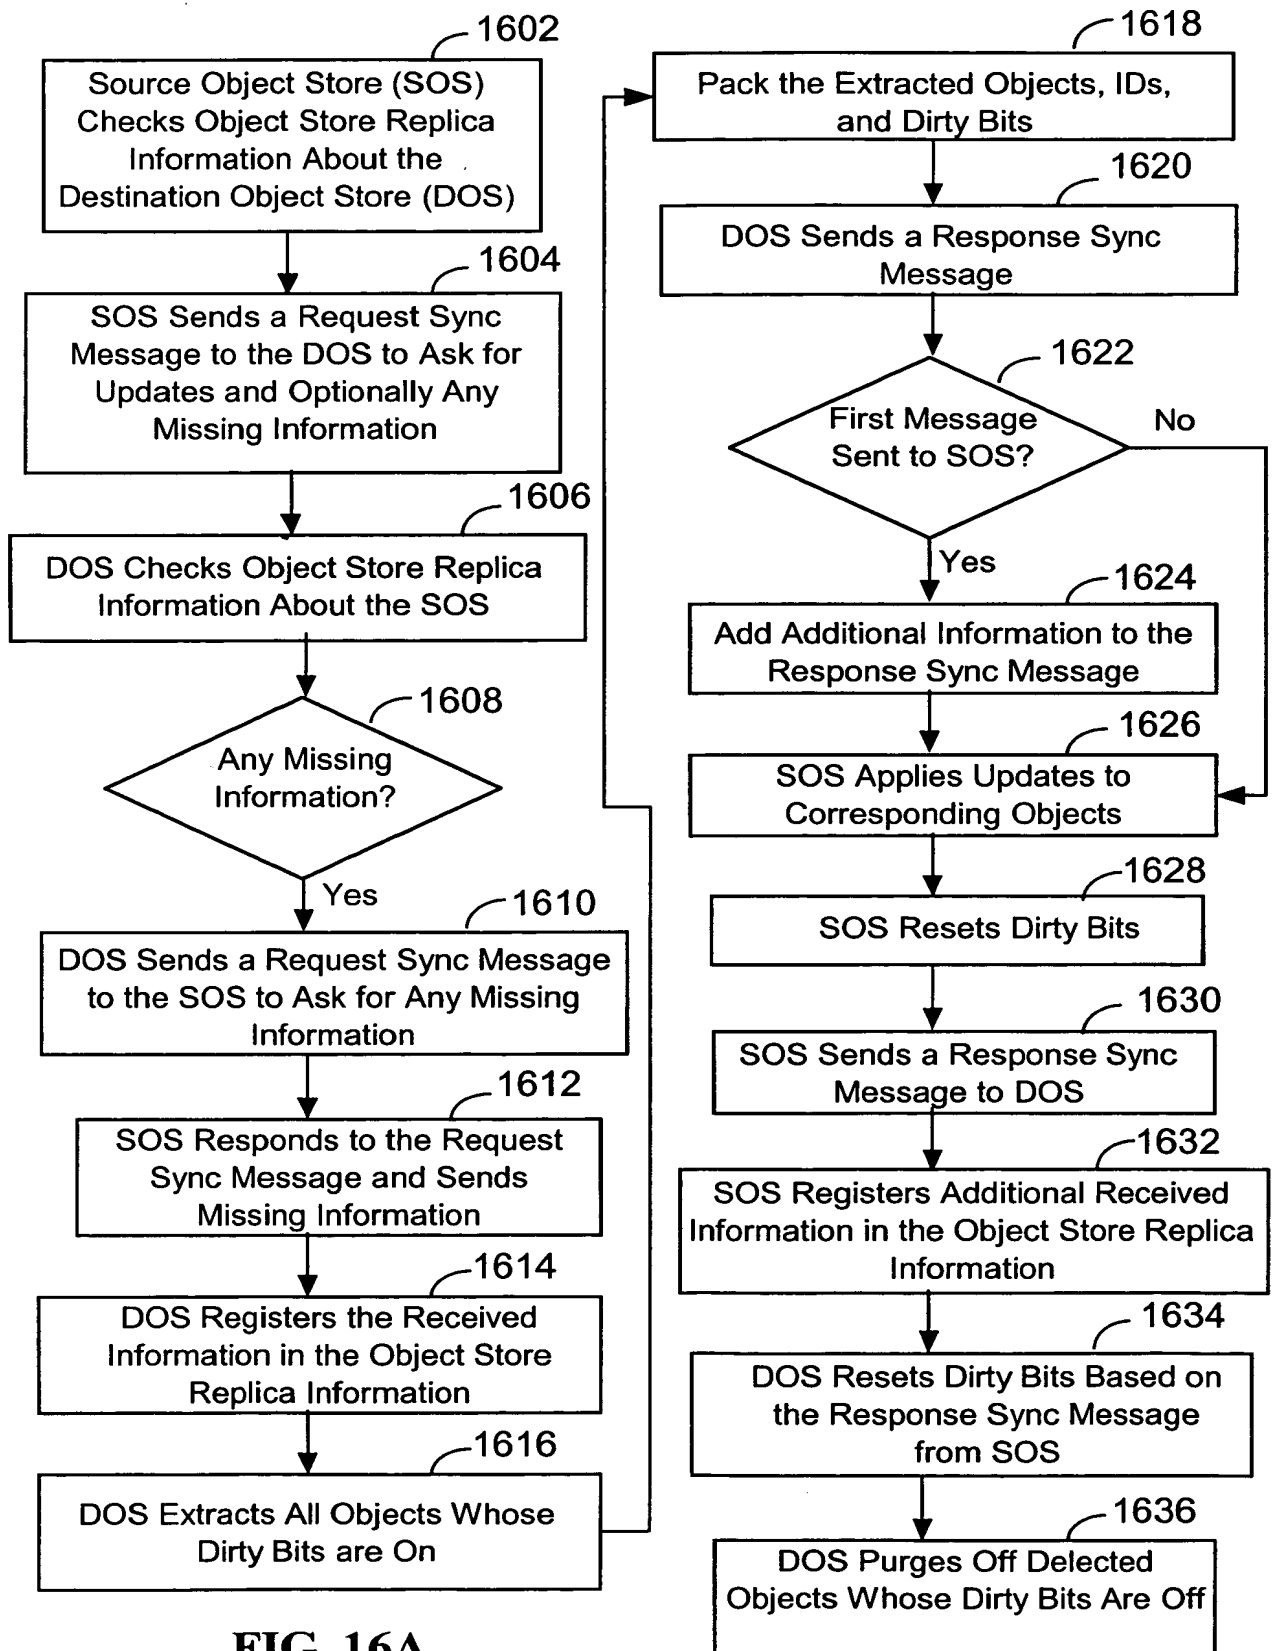 1602
Source Object Store (SOS)
Checks Object Store Replica
Information About the
Destination Object Store (DOS)
1604
SOS Sends a Request Sync
Message to the DOS to Ask for
Updates and Optionally Any
Missing Information
1606
DOS Checks Object Store Replica
Information About the SOS
1608
Any Missing
Information?
Yes
1610
DOS Sends a Request Sync Message
to the SOS to Ask for Any Missing
Information
1612
SOS Responds to the Request
Sync Message and Sends
Missing Information
1614
DOS Registers the Received
Information in the Object Store
Replica Information
1616
DOS Extracts All Objects Whose
Dirty Bits are On
1618
Pack the Extracted Objects, IDs,
and Dirty Bits
1620
DOS Sends a Response Sync
Message
1622
First Message
Sent to SOS?
No
Yes
1624
Add Additional Information to the
Response Sync Message
1626
SOS Applies Updates to
Corresponding Objects
1628
SOS Resets Dirty Bits
1630
SOS Sends a Response Sync
Message to DOS
1632
SOS Registers Additional Received
Information in the Object Store Replica
Information
1634
DOS Resets Dirty Bits Based on
the Response Sync Message
from SOS
1636
DOS Purges Off Delected
Objects Whose Dirty Bits Are Off
FIG. 16A